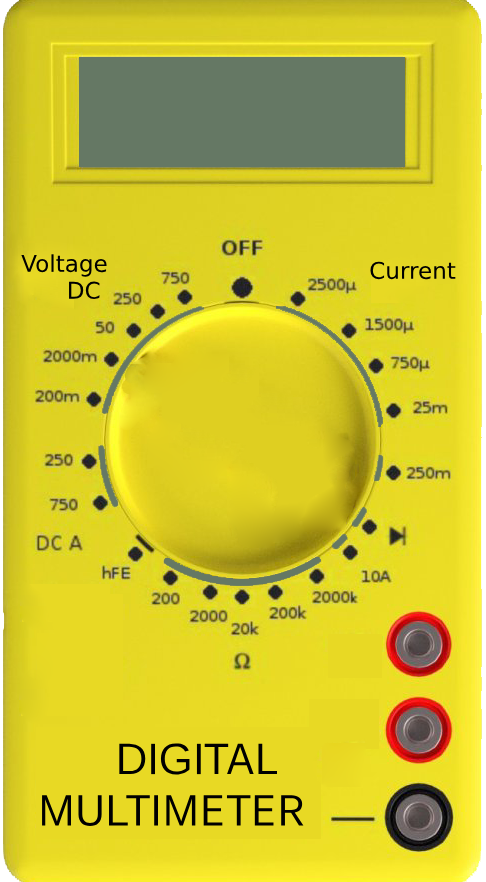 OFF
Voltage
DC
Current
750
250
50
2000m
200m
250
750
DC A
hFE
200
2000
20k
200k
2000k
Ω
10A
250m
25m
750µ
1500µ
2500µ
DIGITAL
MULTIMETER